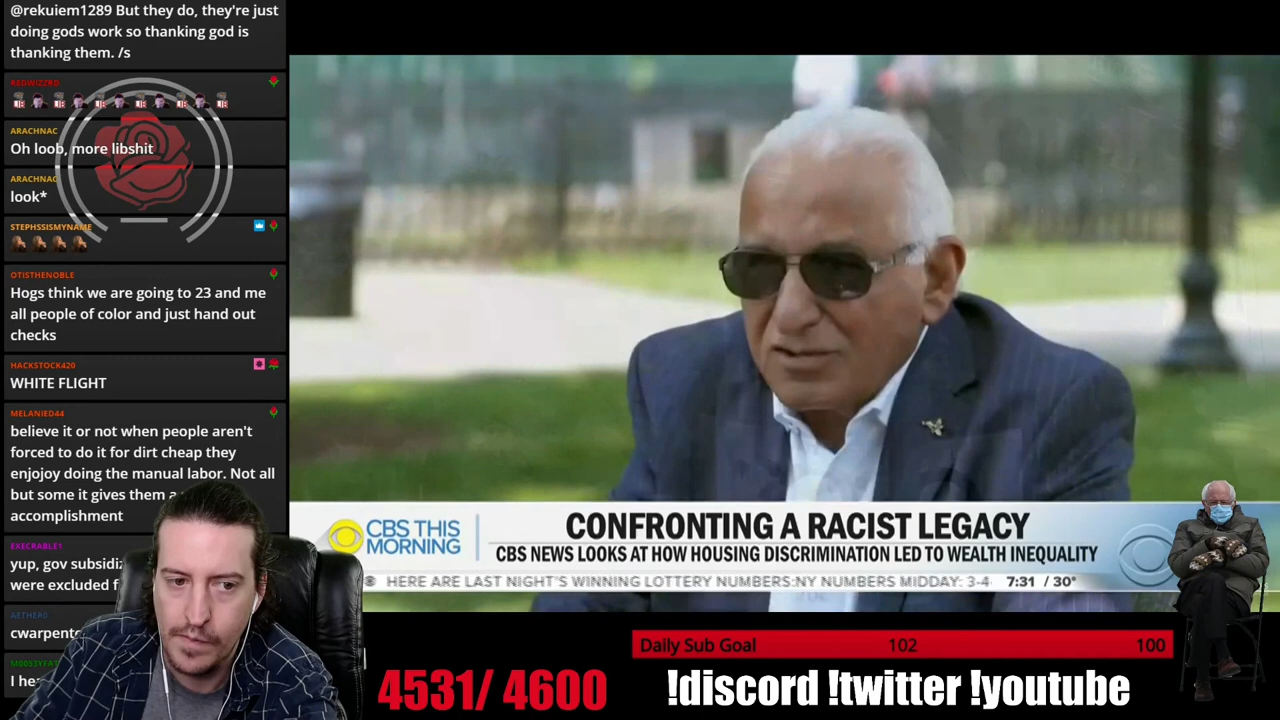 @rekuiem1289 But they do, they're just
doing gods work so thanking god is
thanking them. /s
REDWIZZRD
ARACHNAC
Oh loob, more libshit
ARACHNAC
look*
STEPHSSISMYNAME
OTISTHENOBLE
Hogs think we are going to 23 and me
all people of color and just hand out
checks
HACKSTOCK420
WHITE FLIGHT
MELANIED44
believe it or not when people aren't
forced to do it for dirt cheap they
enjojoy doing the manual labor. Not all
but some it gives them a
accomplishment
EXECRABLE1
yup, gov
were excluded
CBS THIS
MORNING
CONFRONTING A RACIST LEGACY
CBS NEWS LOOKS AT HOW HOUSING DISCRIMINATION LED TO WEALTH INEQUALITY
HERE ARE LAST NIGHT'S WINNING LOTTERY NUMBERS:NY NUMBERS MIDDAY: 3-4 7:31 / 30°
Daily Sub Goal 102 100
4531/ 4600 !discord !twitter !youtube